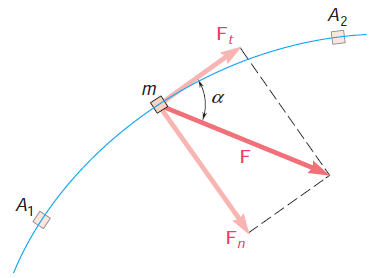 A₂
Fₜ
m
α
F
A₁
Fₙ